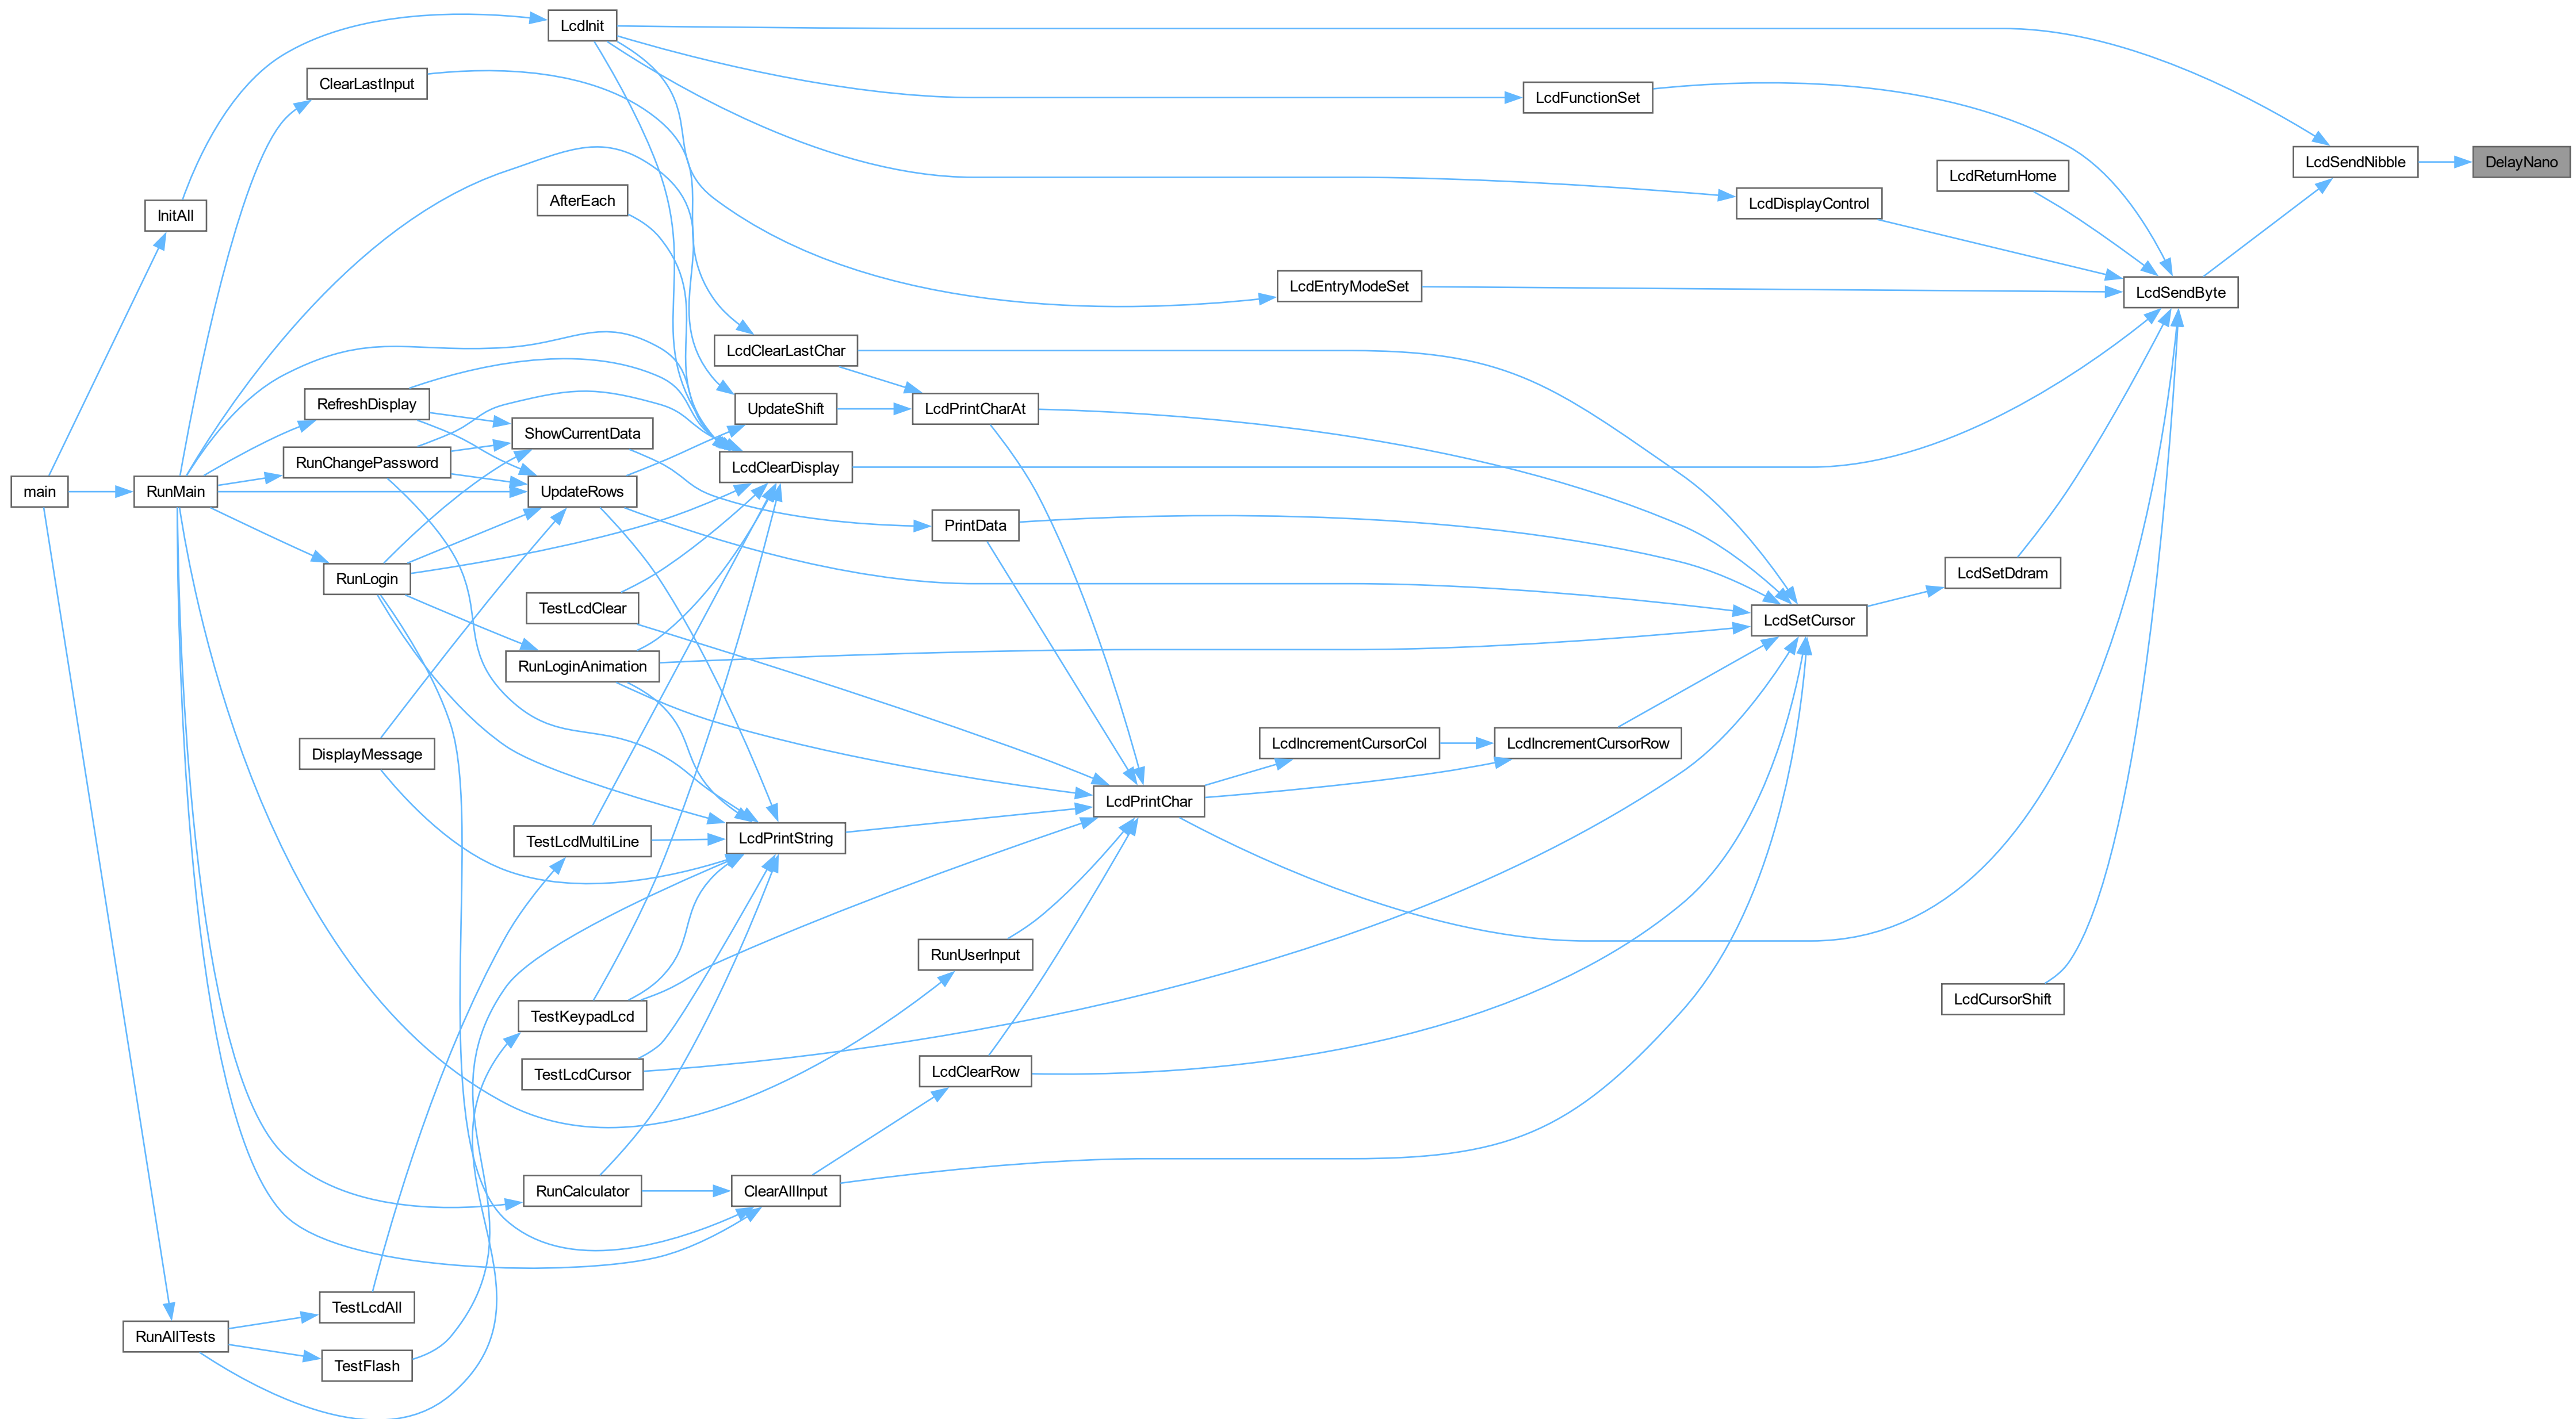 LcdInit
ClearLastInput
LcdFunctionSet
LcdSendNibble
DelayNano
LcdReturnHome
AfterEach
LcdDisplayControl
InitAll
LcdEntryModeSet
LcdSendByte
LcdClearLastChar
RefreshDisplay
UpdateShift
LcdPrintCharAt
ShowCurrentData
RunChangePassword
LcdClearDisplay
main
RunMain
UpdateRows
PrintData
RunLogin
LcdSetDdram
TestLcdClear
LcdSetCursor
RunLoginAnimation
DisplayMessage
LcdIncrementCursorCol
LcdIncrementCursorRow
LcdPrintChar
TestLcdMultiLine
LcdPrintString
RunUserInput
LcdCursorShift
TestKeypadLcd
TestLcdCursor
LcdClearRow
RunCalculator
ClearAllInput
TestLcdAll
RunAllTests
TestFlash